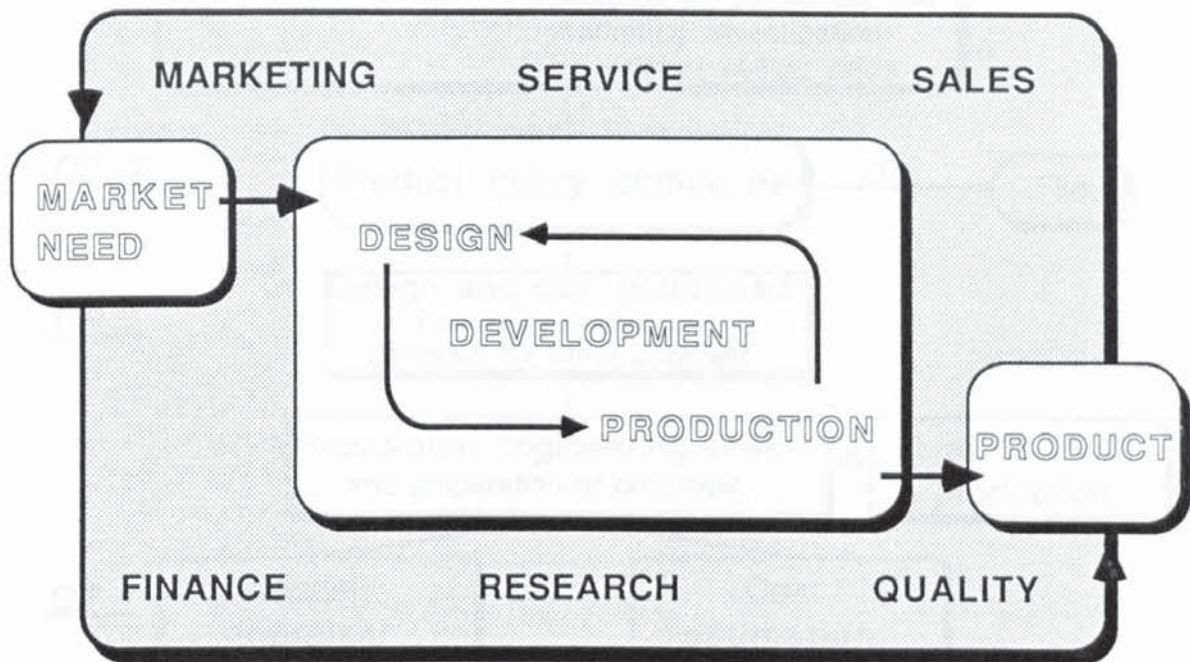 MARKETING SERVICE SALES
MARKET
NEED
DESIGN
DEVELOPMENT
PRODUCTION
PRODUCT
FINANCE RESEARCH QUALITY